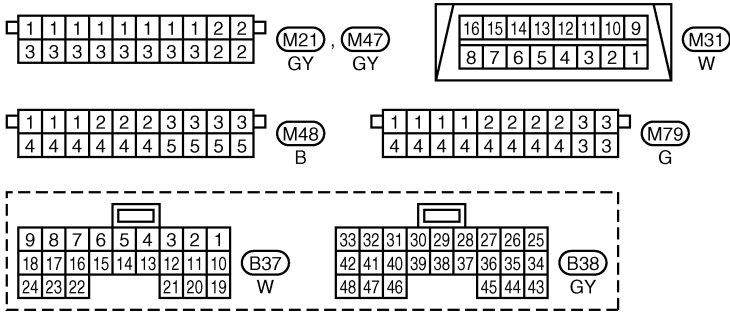 1 1 1 1 1 1 1 1 2 2
3 3 3 3 3 3 3 3 2 2
M21 , M47
GY GY
16 15 14 13 12 11 10 9
8 7 6 5 4 3 2 1
M31
W
1 1 1 2 2 2 3 3 3 3
4 4 4 4 4 4 5 5 5 5
M48
B
1 1 1 1 2 2 2 2 3 3
4 4 4 4 4 4 4 4 3 3
M79
G
9 8 7 6 5 4 3 2 1
18 17 16 15 14 13 12 11 10
24 23 22 21 20 19
B37
W
33 32 31 30 29 28 27 26 25
42 41 40 39 38 37 36 35 34
48 47 46 45 44 43
B38
GY